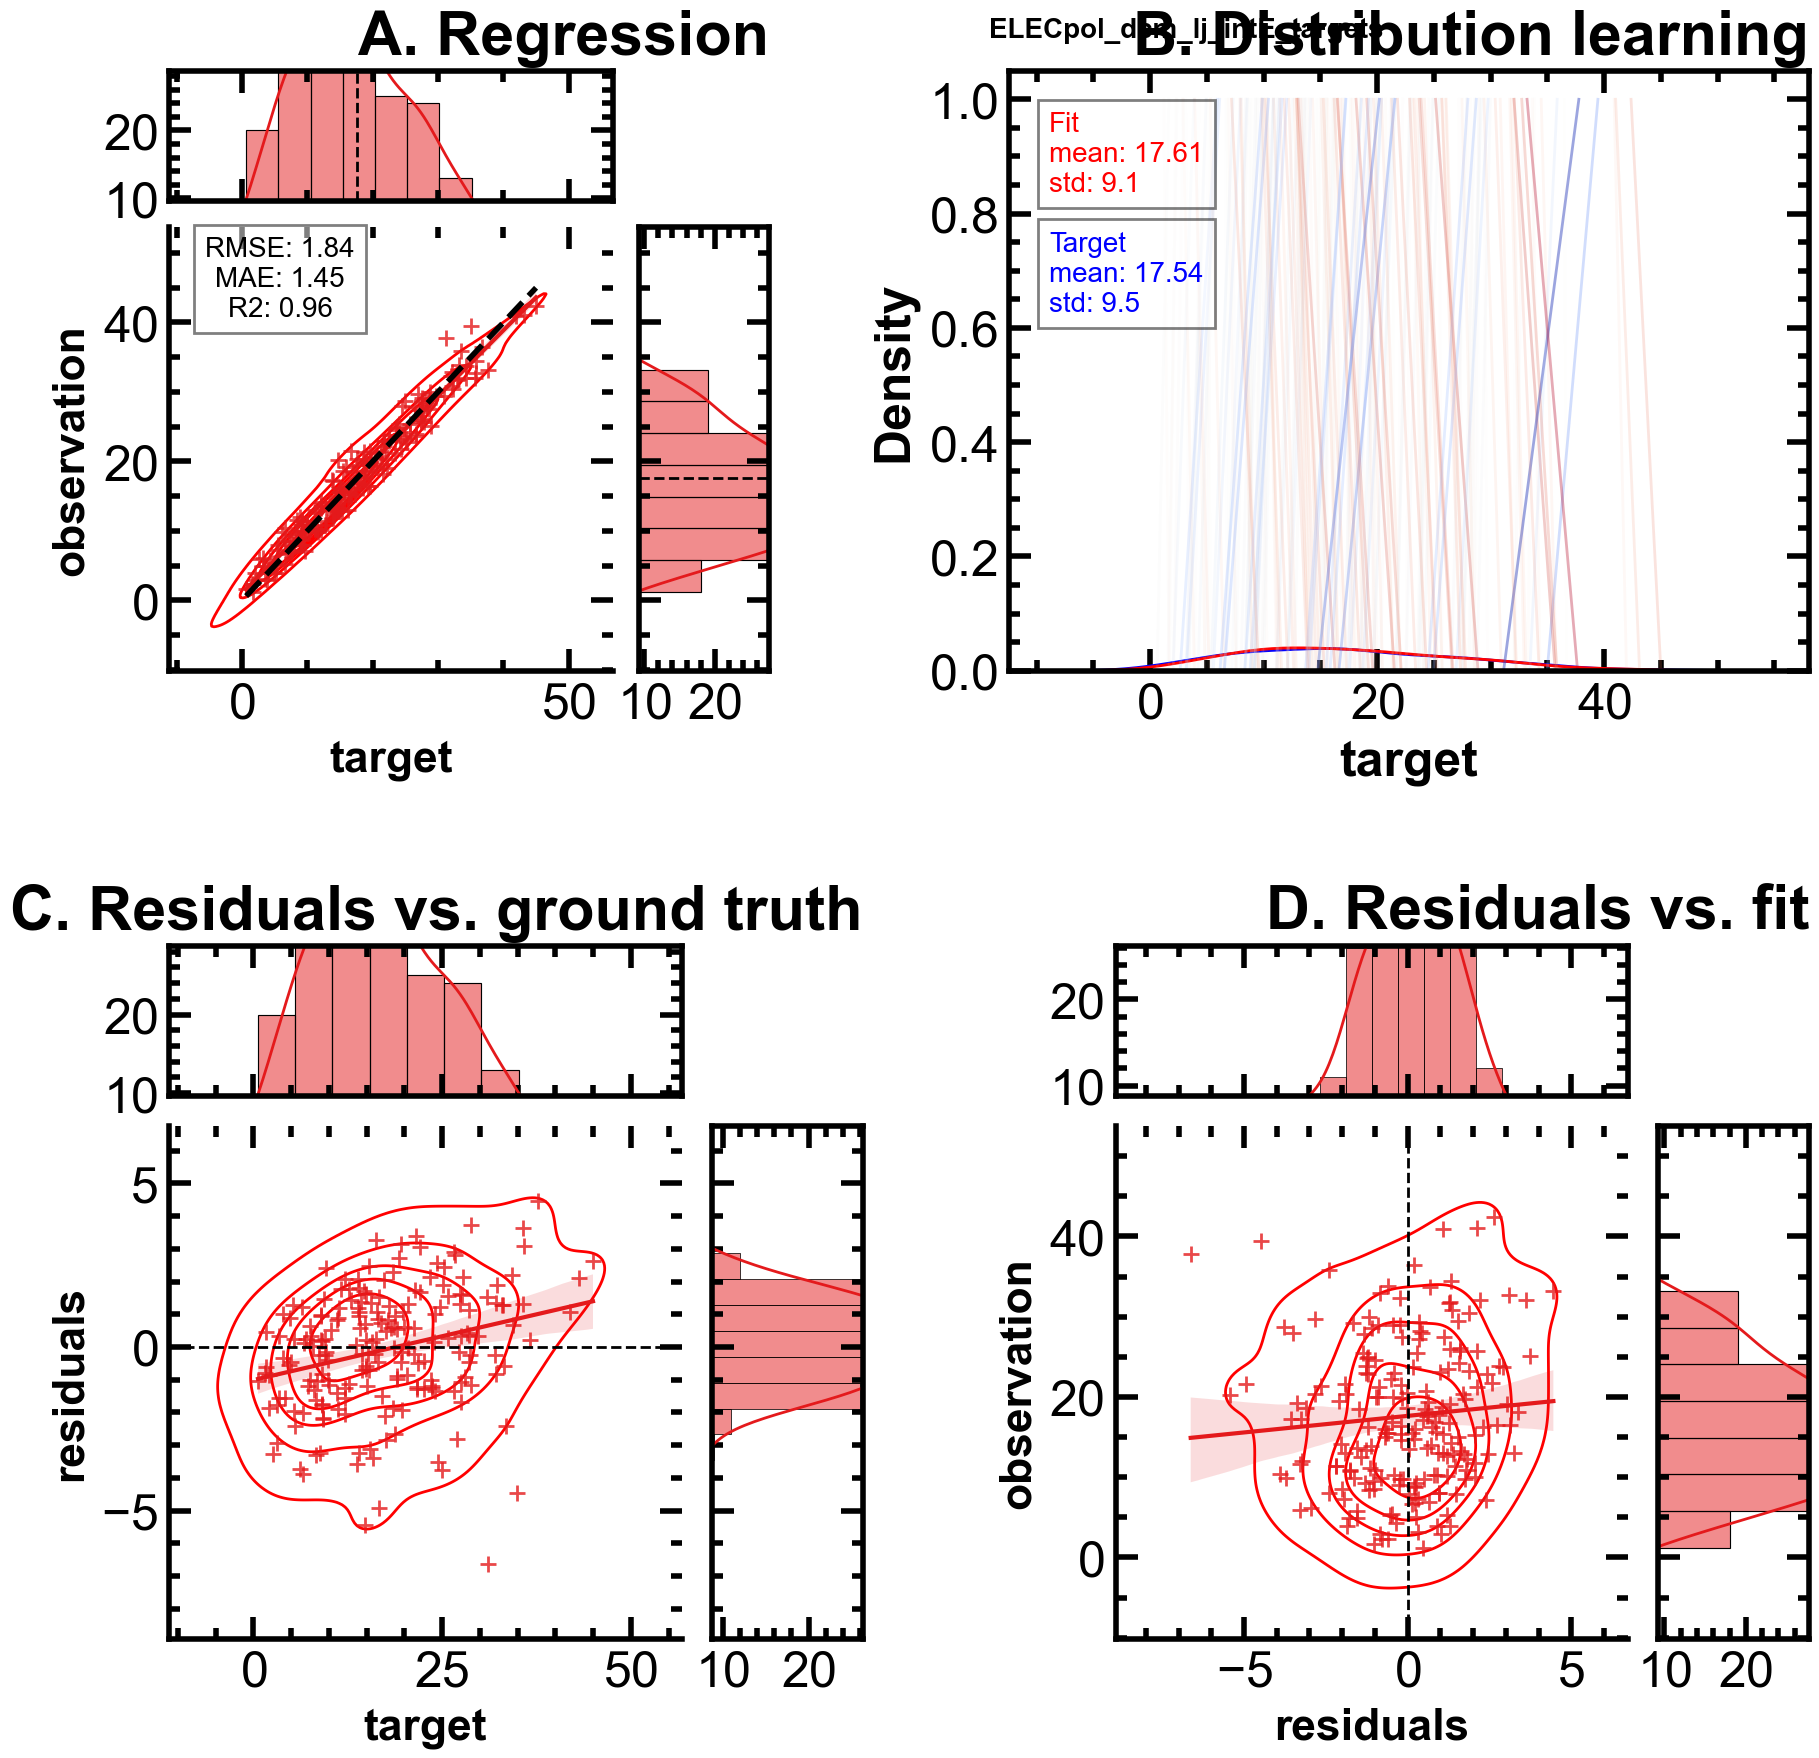 A. Regression
20
10
RMSE: 1.84
MAE: 1.45
R2: 0.96
observation
40
20
0
0
50
10
20
target
B. Distribution learning
Fit
mean: 17.61
std: 9.1
Target
mean: 17.54
std: 9.5
Density
1.0
0.8
0.6
0.4
0.2
0.0
0
20
40
target
C. Residuals vs. ground truth
20
10
residuals
5
0
−5
0
25
50
10
20
target
D. Residuals vs. fit
20
10
observation
40
20
0
−5
0
5
10
20
residuals